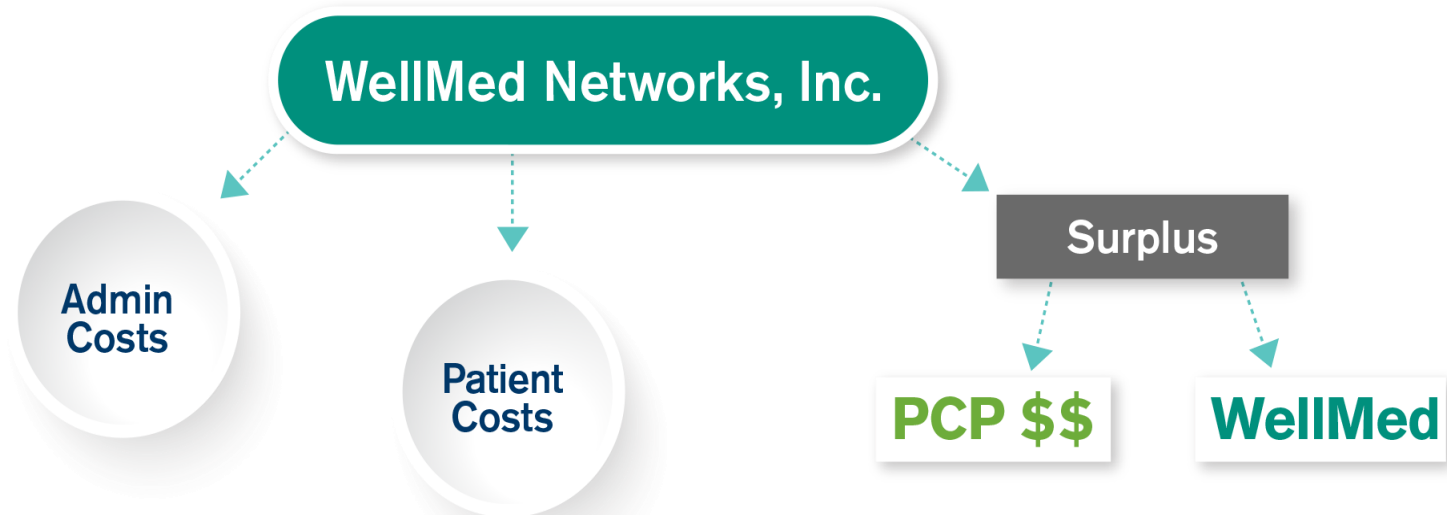 WellMed Networks, Inc.
Surplus
Admin
Costs
Patient
Costs
PCP $$
WellMed